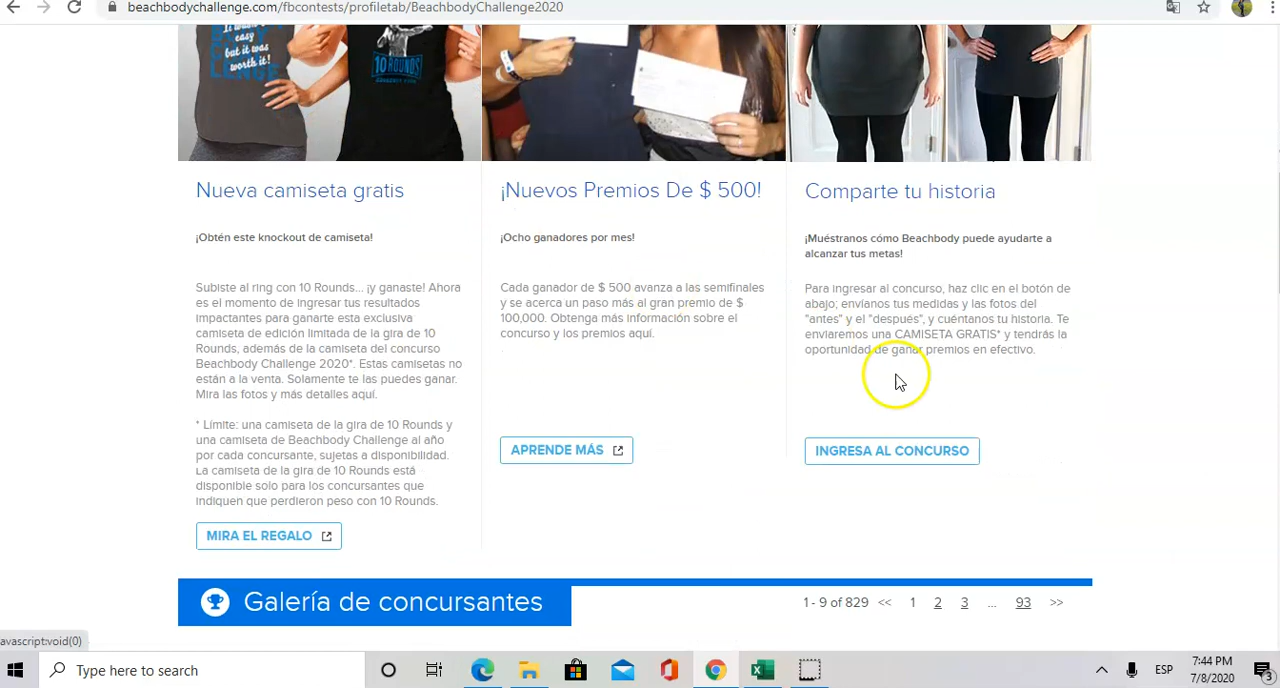 beachbodychallenge.com/fbcontests/profiletab/BeachbodyChallenge2020
easy
but it was
worth it!
10
ROUNDS
Nueva camiseta gratis
¡Obtén este knockout de camiseta!
Subiste al ring con 10 Rounds... ¡y ganaste! Ahora
es el momento de ingresar tus resultados
impactantes para ganarte esta exclusiva
camiseta de edición limitada de la gira de 10
Rounds, además de la camiseta del concurso
Beachbody Challenge 2020*. Estas camisetas no
están a la venta. Solamente te las puedes ganar.
Mira las fotos y más detalles aquí.
* Límite: una camiseta de la gira de 10 Rounds y
una camiseta de Beachbody Challenge al año
por cada concursante, sujetas a disponibilidad.
La camiseta de la gira de 10 Rounds está
disponible solo para los concursantes que
indiquen que perdieron peso con 10 Rounds.
MIRA EL REGALO
¡Nuevos Premios De $ 500!
¡Ocho ganadores por mes!
Cada ganador de $ 500 avanza a las semifinales
y se acerca un paso más al gran premio de $
100,000. Obtenga más información sobre el
concurso y los premios aquí.
APRENDE MÁS
Comparte tu historia
¡Muéstranos cómo Beachbody puede ayudarte a
alcanzar tus metas!
Para ingresar al concurso, haz clic en el botón de
abajo; envíanos tus medidas y las fotos del
"antes" y el "después", y cuéntanos tu historia. Te
enviaremos una CAMISETA GRATIS* y tendrás la
oportunidad de ganar premios en efectivo.
INGRESA AL CONCURSO
Galería de concursantes
1 - 9 of 829 << 1 2 3 ... 93 >>
avascript:void(0)
Type here to search
ESP
7:44 PM
7/8/2020
3